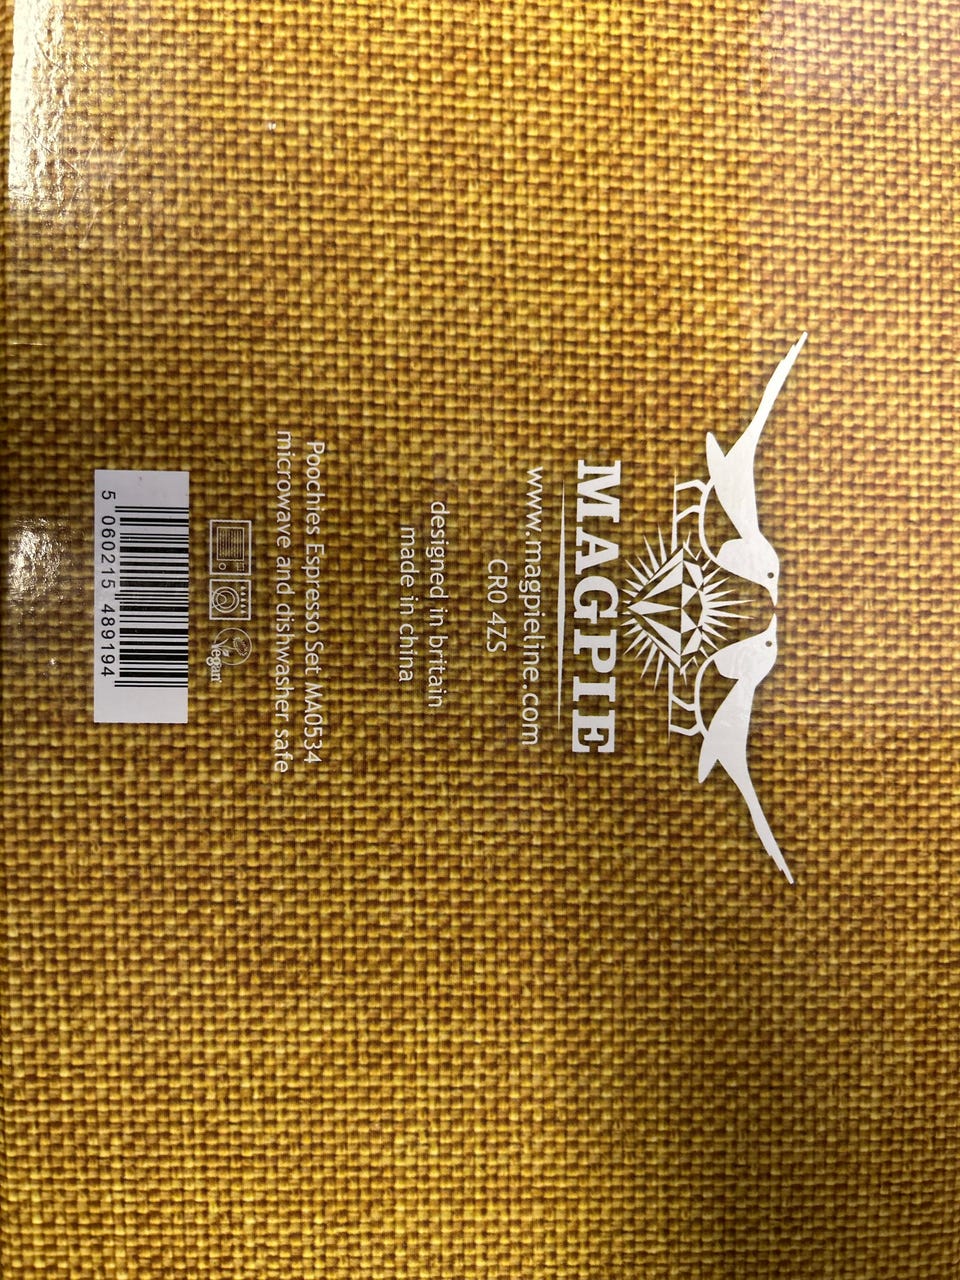 MAGPIE
www.magpieline.com
CR0 4ZS
designed in britain
made in china
Poochies Espresso Set MA0534
microwave and dishwasher safe
Vegan
5 060215 489194